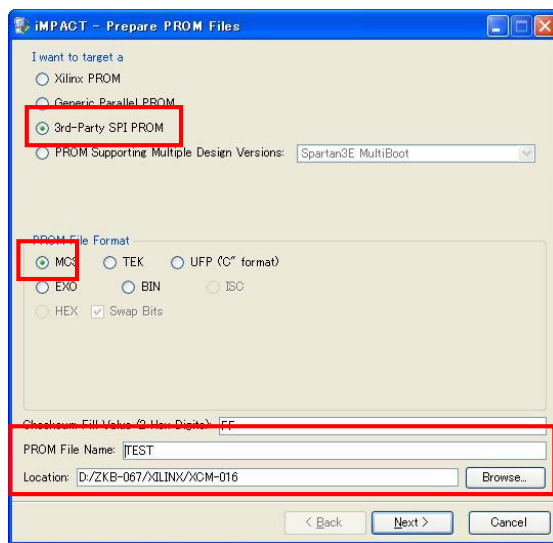 iMPACT - Prepare PROM Files
I want to target a
Xilinx PROM
Generic Parallel PROM
3rd-Party SPI PROM
PROM Supporting Multiple Design Versions: Spartan3E MultiBoot
PROM File Format
MCS TEK UFP ("C" format)
EXO BIN ISC
HEX Swap Bits
Checksum Fill Value (2 Hex Digits): FF
PROM File Name: TEST
Location: D:/ZKB-067/XILINX/XCM-016 Browse...
< Back Next > Cancel